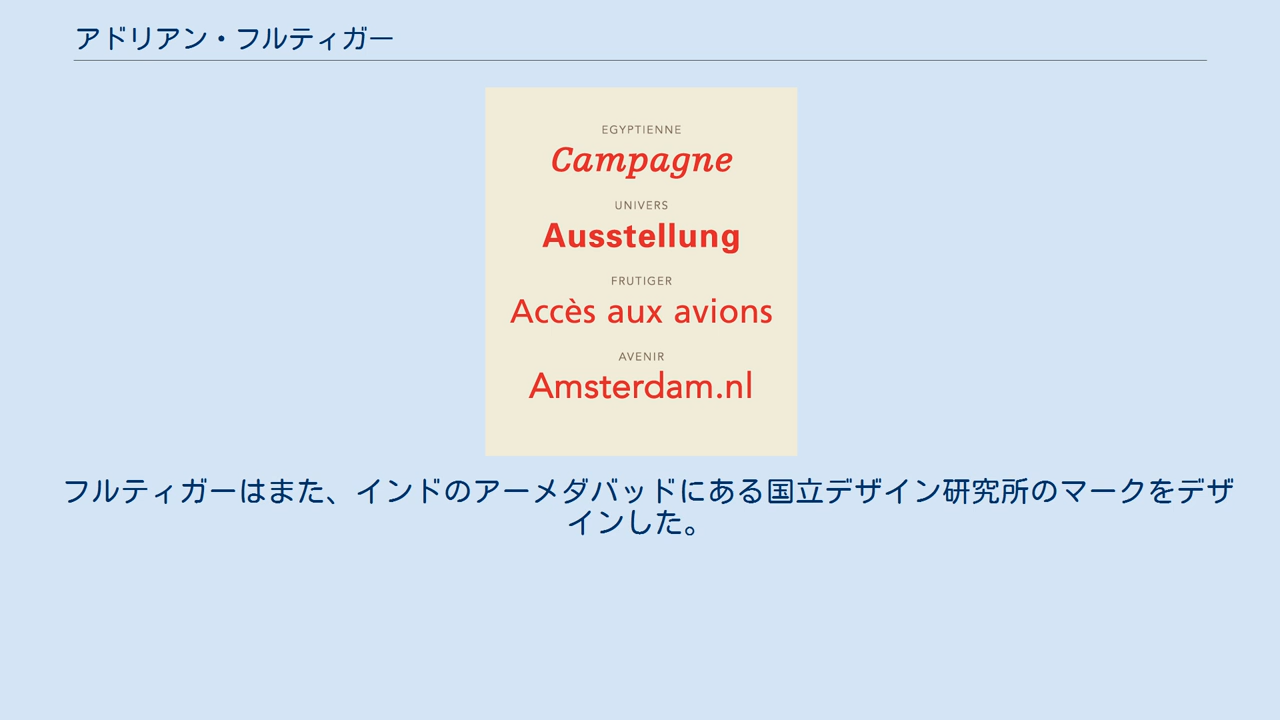 アドリアン・フルティガー
EGYPTIENNE
Campagne
UNIVERS
Ausstellung
FRUTIGER
Accès aux avions
AVENIR
Amsterdam.nl
フルティガーはまた、インドのアーメダバッドにある国立デザイン研究所のマークをデザ
インした。